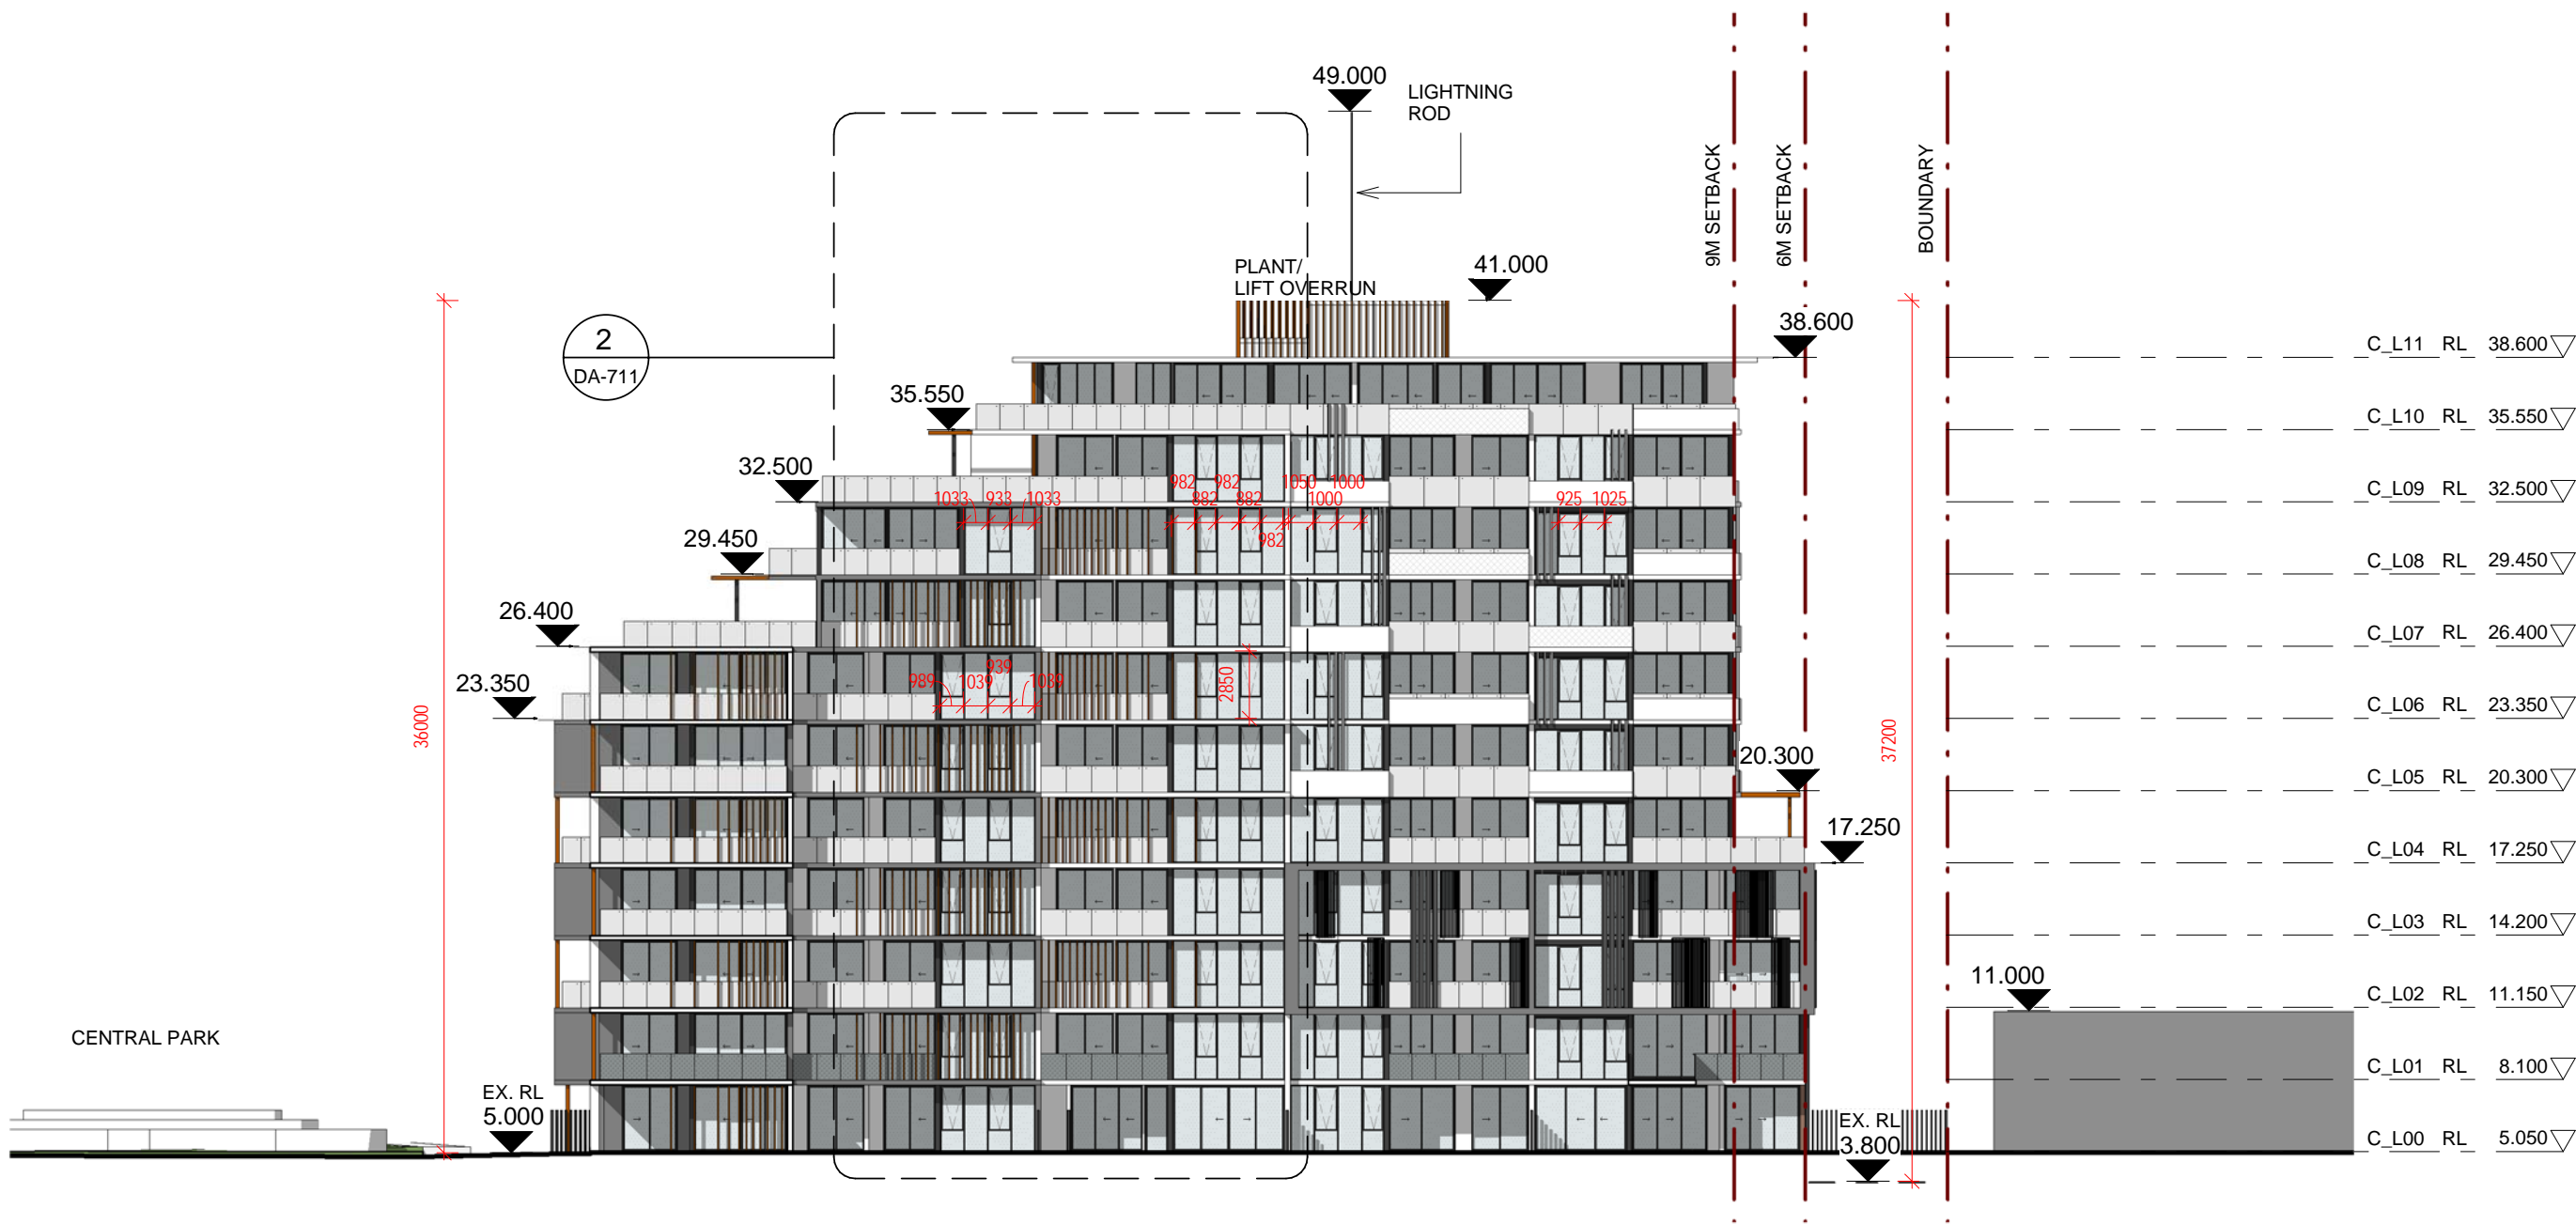 49.000
LIGHTNING
ROD
9M SETBACK
6M SETBACK
BOUNDARY
PLANT/
LIFT OVERRUN
41.000
2
DA-711
38.600
C_L11 RL 38.600
35.550
C_L10 RL 35.550
32.500
C_L09 RL 32.500
982 982 1050 1000
1033 933 1033 882 882 1000 925 1025
982
29.450
C_L08 RL 29.450
26.400
C_L07 RL 26.400
23.350
C_L06 RL 23.350
939
989 1039 1039
2850
36000
37200
20.300
C_L05 RL 20.300
17.250
C_L04 RL 17.250
C_L03 RL 14.200
11.000
C_L02 RL 11.150
CENTRAL PARK
C_L01 RL 8.100
EX. RL
5.000
EX. RL
3.800
C_L00 RL 5.050